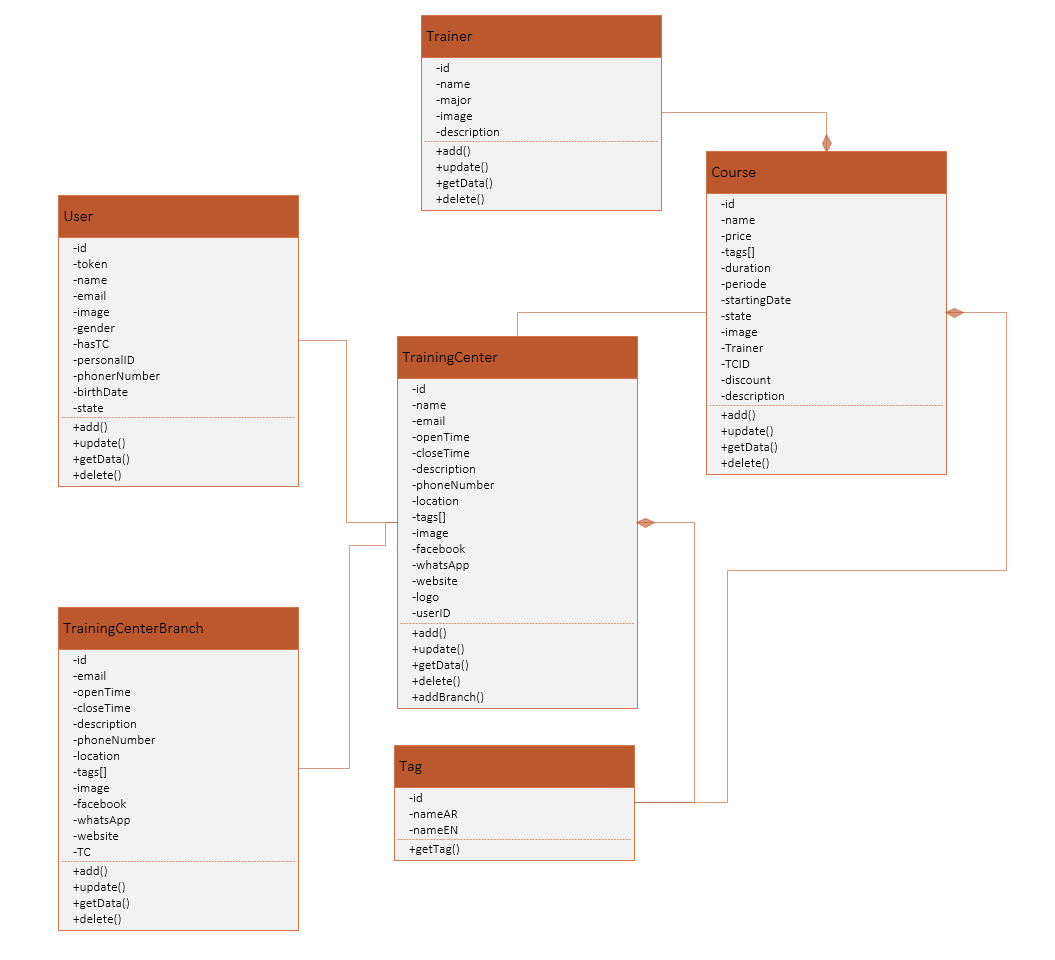 Trainer
-id
-name
-major
-image
-description
+add()
+update()
+getData()
+delete()
Course
-id
-name
-price
-tags[]
-duration
-periode
-startingDate
-state
-image
-Trainer
-TCID
-discount
-description
+add()
+update()
+getData()
+delete()
User
-id
-token
-name
-email
-image
-gender
-hasTC
-personalID
-phonerNumber
-birthDate
-state
+add()
+update()
+getData()
+delete()
TrainingCenter
-id
-name
-email
-openTime
-closeTime
-description
-phoneNumber
-location
-tags[]
-image
-facebook
-whatsApp
-website
-logo
-userID
+add()
+update()
+getData()
+delete()
+addBranch()
TrainingCenterBranch
-id
-email
-openTime
-closeTime
-description
-phoneNumber
-location
-tags[]
-image
-facebook
-whatsApp
-website
-TC
+add()
+update()
+getData()
+delete()
Tag
-id
-nameAR
-nameEN
+getTag()